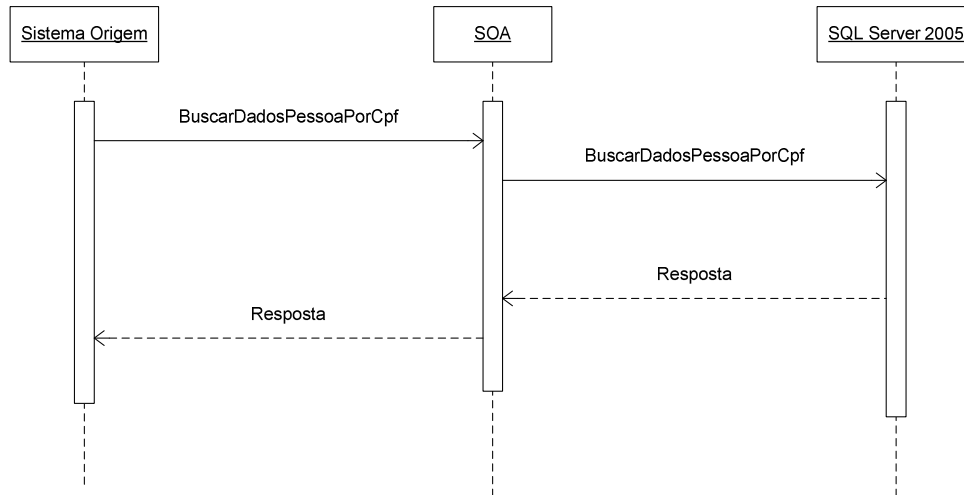 Sistema Origem
SOA
SQL Server 2005
BuscarDadosPessoaPorCpf
BuscarDadosPessoaPorCpf
Resposta
Resposta